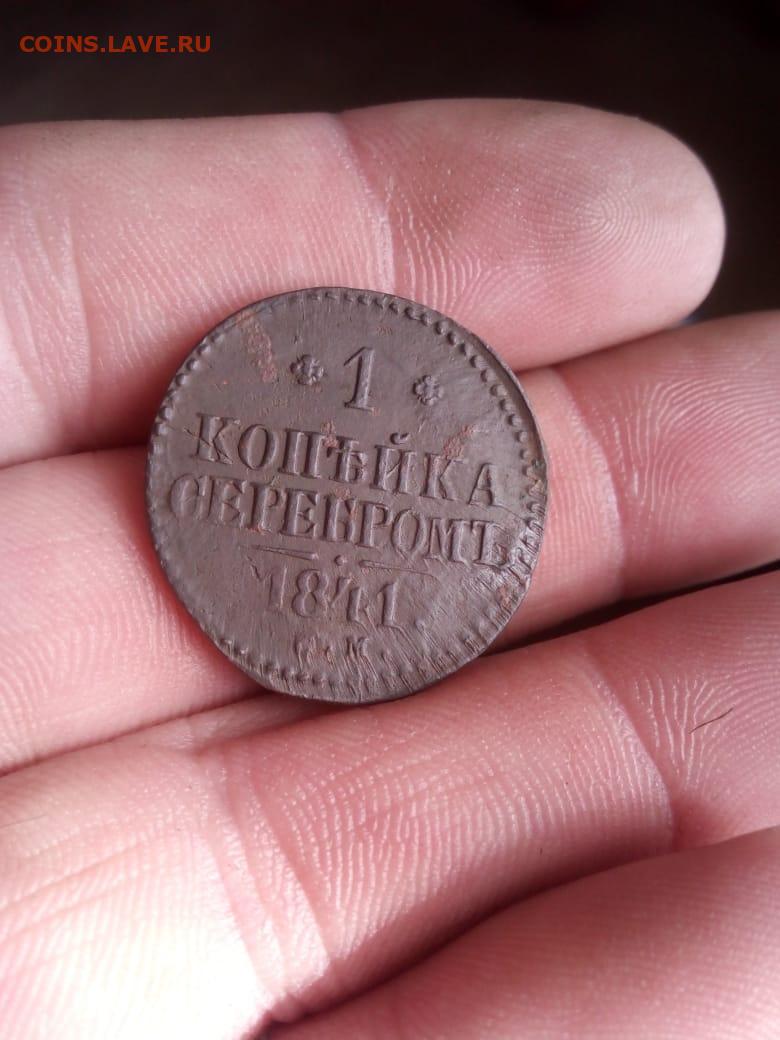 COINS.LAVE.RU
1
КОПѢЙКА
СЕРЕБРОМЪ
1841.
С.М.